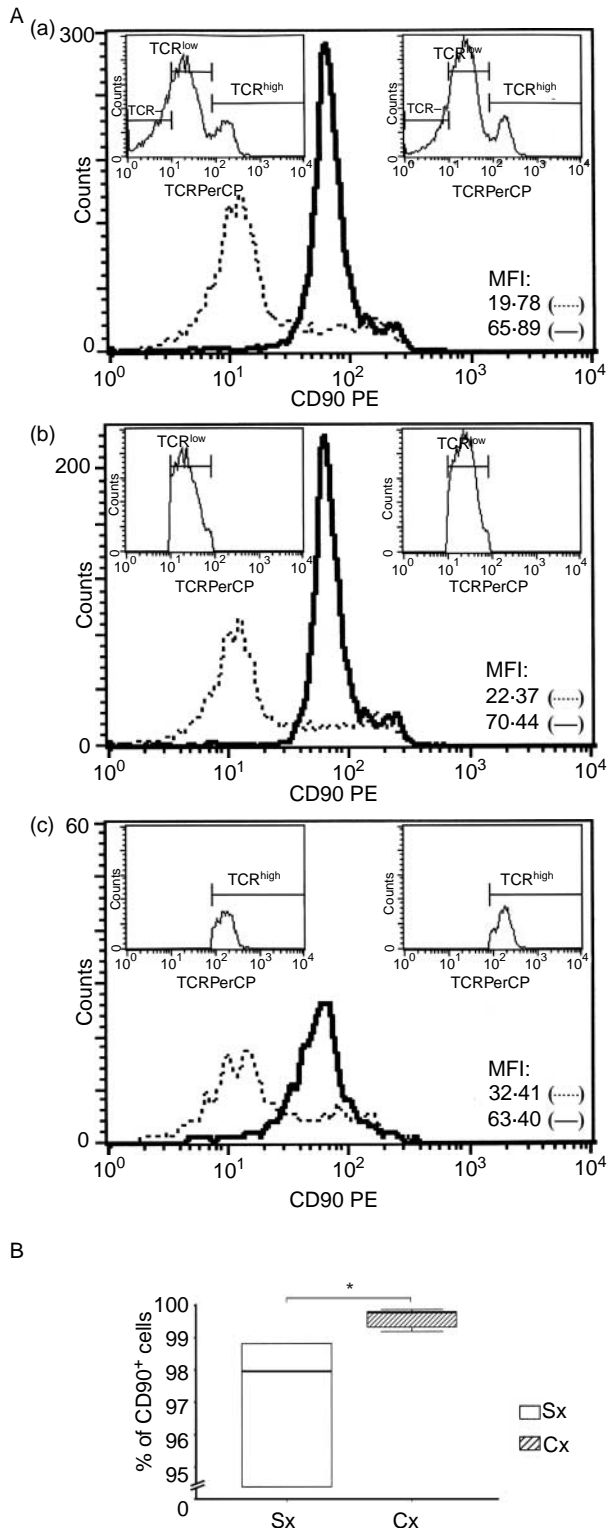 A
(a)
300
Counts
0
10^0 10^1 10^2 10^3 10^4
CD90 PE
TCR^low
TCR^high
TCR–
Counts
0
10^0 10^1 10^2 10^3 10^4
TCRPerCP
TCR^low
TCR^high
TCR–
Counts
0
10^0 10^1 10^2 10^3 10^4
TCRPerCP
MFI:
19·78 (·····)
65·89 (—)
(b)
200
Counts
0
10^0 10^1 10^2 10^3 10^4
CD90 PE
TCR^low
Counts
0
10^0 10^1 10^2 10^3 10^4
TCRPerCP
TCR^low
Counts
0
10^0 10^1 10^2 10^3 10^4
TCRPerCP
MFI:
22·37 (·····)
70·44 (—)
(c)
60
Counts
0
10^0 10^1 10^2 10^3 10^4
CD90 PE
TCR^high
Counts
0
10^0 10^1 10^2 10^3 10^4
TCRPerCP
TCR^high
Counts
0
10^0 10^1 10^2 10^3 10^4
TCRPerCP
MFI:
32·41 (·····)
63·40 (—)
B
% of CD90^+ cells
100
99
98
97
96
95
0
*
Sx Cx
Sx
Cx